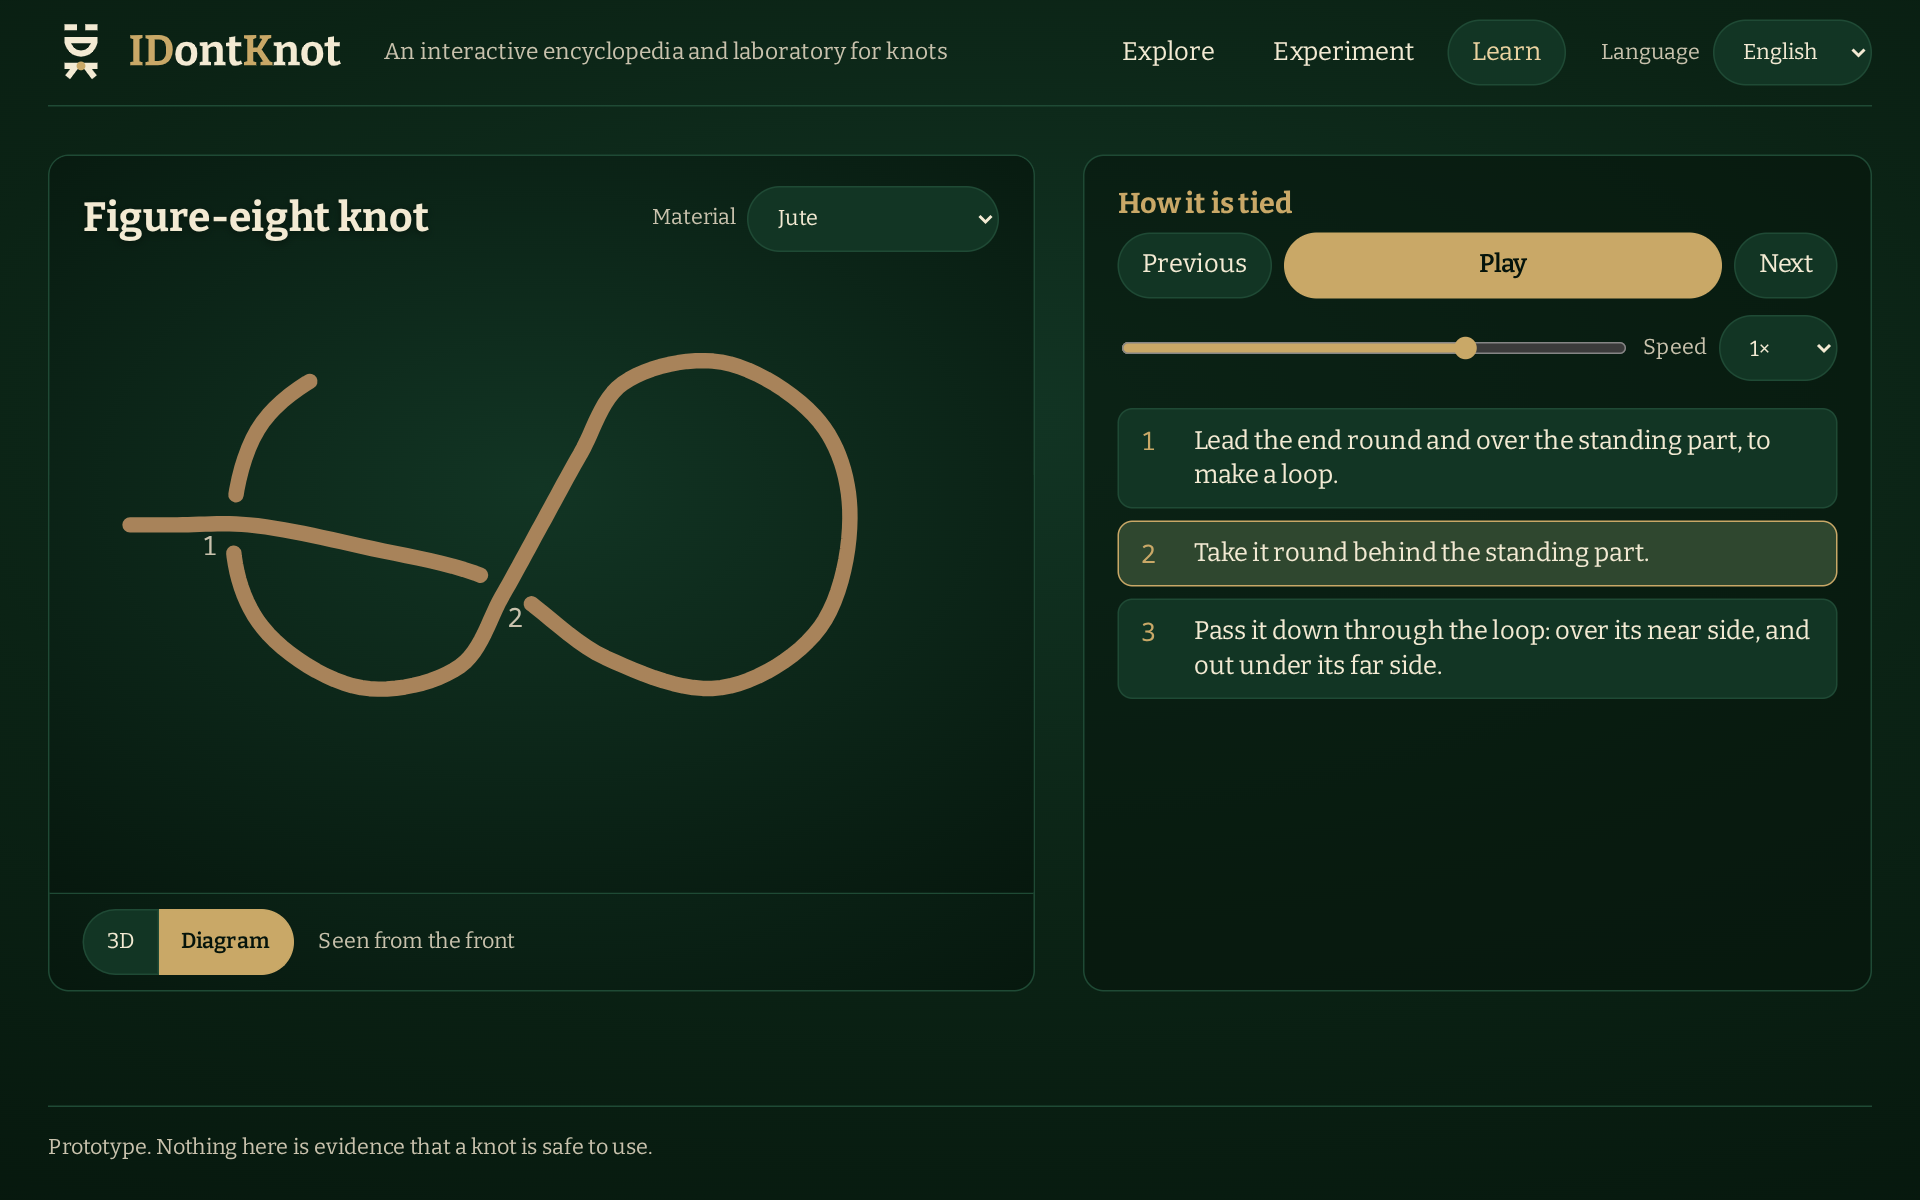 IDontKnot
An interactive encyclopedia and laboratory for knots
Explore
Experiment
Learn
Language
English
Figure-eight knot
Material
Jute
1
2
3D
Diagram
Seen from the front
How it is tied
Previous
Play
Next
Speed
1×
1
Lead the end round and over the standing part, to
make a loop.
2
Take it round behind the standing part.
3
Pass it down through the loop: over its near side, and
out under its far side.
Prototype. Nothing here is evidence that a knot is safe to use.